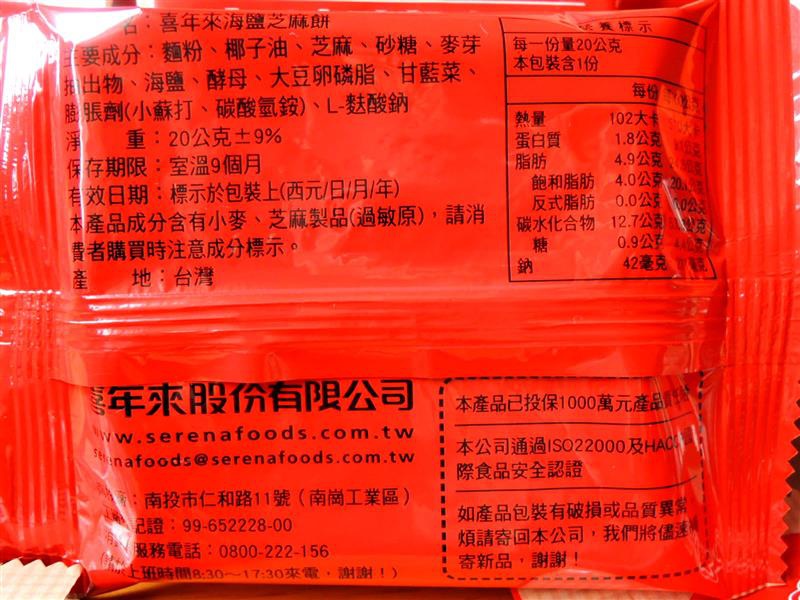 名：喜年來海鹽芝麻餅
主要成分：麵粉、椰子油、芝麻、砂糖、麥芽
抽出物、海鹽、酵母、大豆卵磷脂、甘藍菜、
膨脹劑(小蘇打、碳酸氫銨)、L-麩酸鈉
淨 重：20公克±9%
保存期限：室溫9個月
有效日期：標示於包裝上(西元/日/月/年)
本產品成分含有小麥、芝麻製品(過敏原)，請消
費者購買時注意成分標示。
產 地：台灣
養標示
每一份量20公克
本包裝含1份
每份
熱量 102大卡
蛋白質 1.8公克
脂肪 4.9公克
飽和脂肪 4.0公克
反式脂肪 0.0公克
碳水化合物 12.7公克
糖 0.9公克
鈉 42毫克
喜年來股份有限公司
www.serenafoods.com.tw
serenafoods@serenafoods.com.tw
：南投市仁和路11號（南崗工業區）
記證：99-652228-00
服務電話：0800-222-156
上班時間8:30～17:30來電，謝謝！）
本產品已投保1000萬元產品
本公司通過ISO22000及HACC
際食品安全認證
如產品包裝有破損或品質異常
煩請寄回本公司，我們將儘速補
寄新品，謝謝！